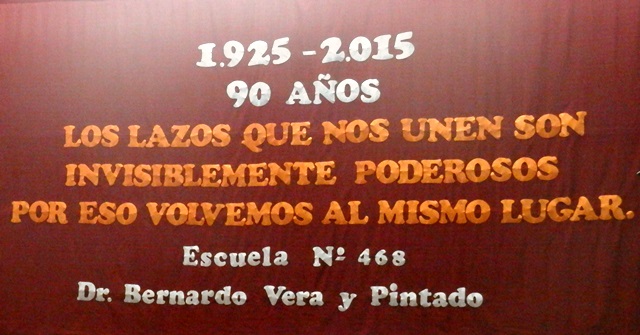 1.925 - 2.015
90 AÑOS
LOS LAZOS QUE NOS UNEN SON
INVISIBLEMENTE PODEROSOS
POR ESO VOLVEMOS AL MISMO LUGAR.
Escuela Nº 468
Dr. Bernardo Vera y Pintado